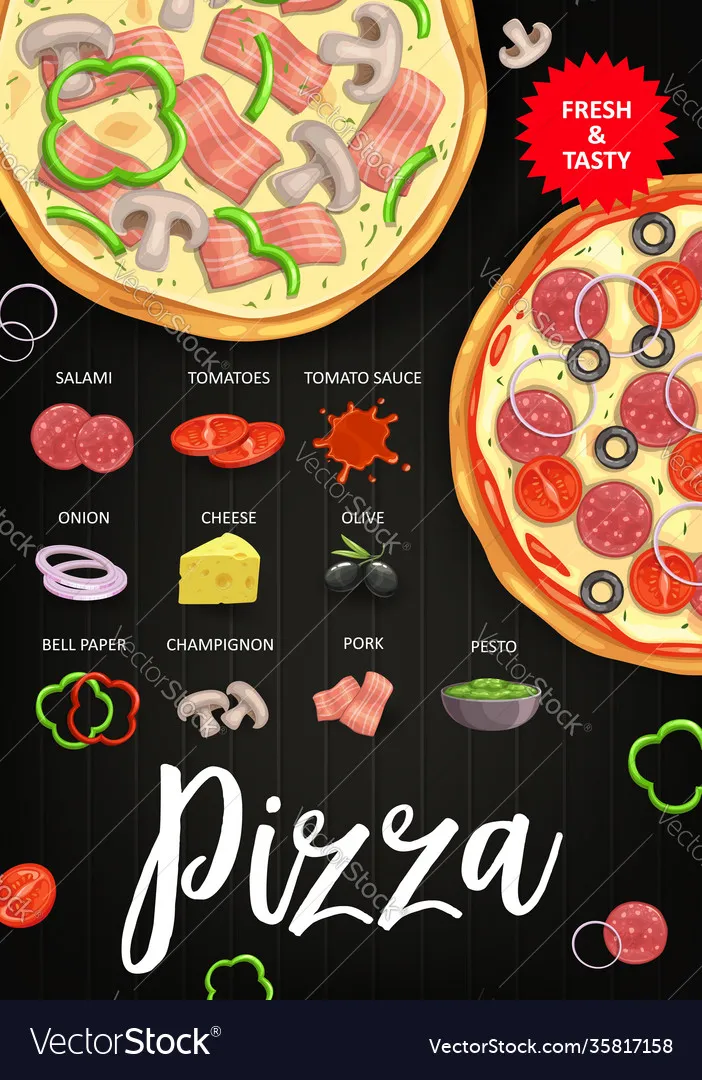 FRESH
&
TASTY
SALAMI
TOMATOES
TOMATO SAUCE
ONION
CHEESE
OLIVE
BELL PAPER
CHAMPIGNON
PORK
PESTO
Pizza
VectorStock®
VectorStock.com/35817158